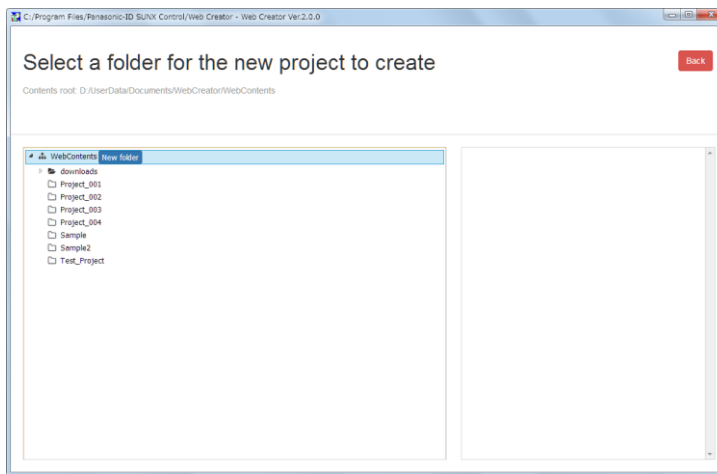 C:/Program Files/Panasonic-ID SUNX Control/Web Creator - Web Creator Ver.2.0.0
Select a folder for the new project to create
Back
Contents root: D:/UserData/Documents/WebCreator/WebContents
WebContents New folder
downloads
Project_001
Project_002
Project_003
Project_004
Sample
Sample2
Test_Project